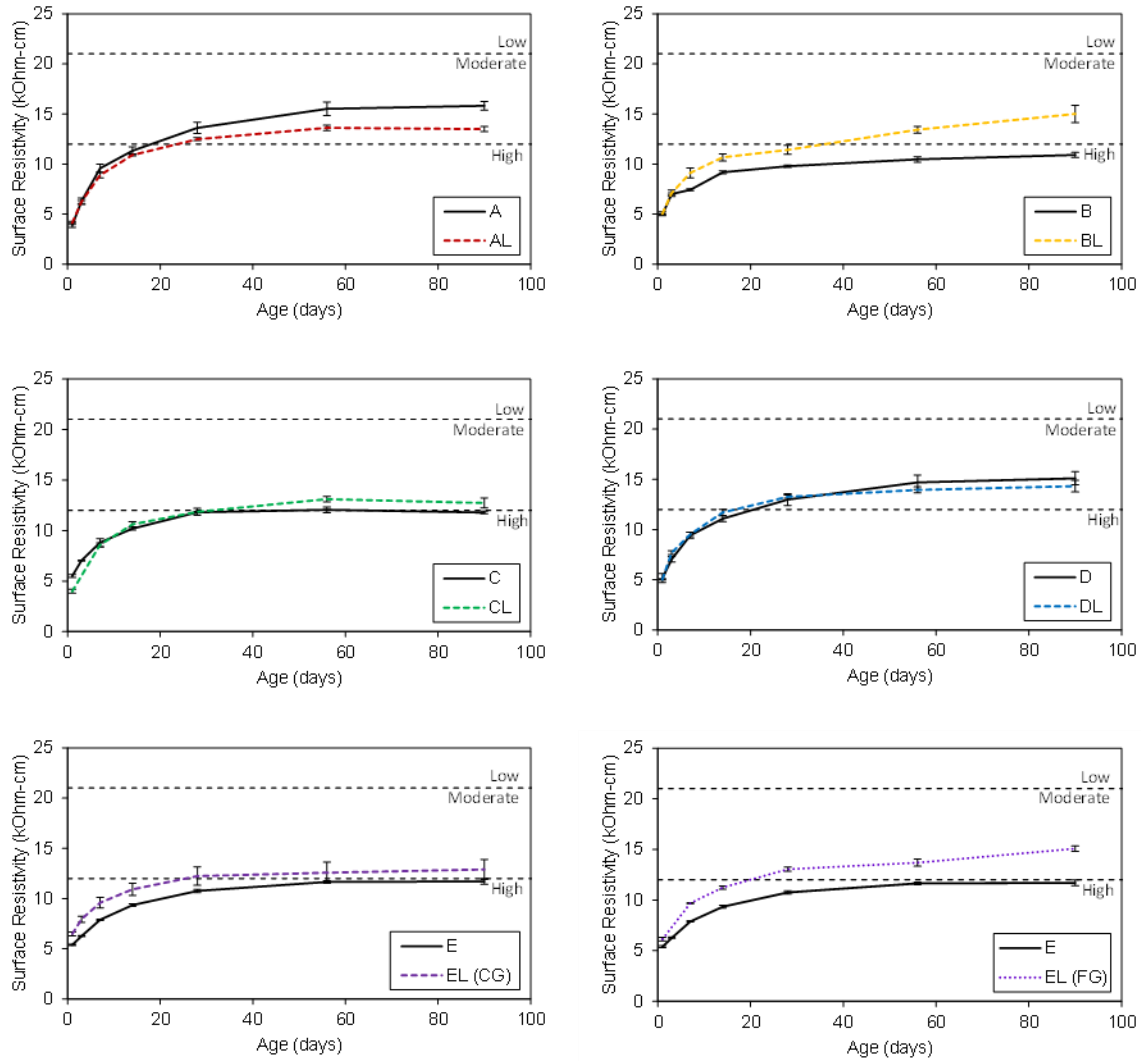 Surface Resistivity (kOhm-cm)
25
20
15
10
5
0
Low
Moderate
High
A
AL
0 20 40 60 80 100
Age (days)
Surface Resistivity (kOhm-cm)
25
20
15
10
5
0
Low
Moderate
High
B
BL
0 20 40 60 80 100
Age (days)
Surface Resistivity (kOhm-cm)
25
20
15
10
5
0
Low
Moderate
High
C
CL
0 20 40 60 80 100
Age (days)
Surface Resistivity (kOhm-cm)
25
20
15
10
5
0
Low
Moderate
High
D
DL
0 20 40 60 80 100
Age (days)
Surface Resistivity (kOhm-cm)
25
20
15
10
5
0
Low
Moderate
High
E
EL (CG)
0 20 40 60 80 100
Age (days)
Surface Resistivity (kOhm-cm)
25
20
15
10
5
0
Low
Moderate
High
E
EL (FG)
0 20 40 60 80 100
Age (days)